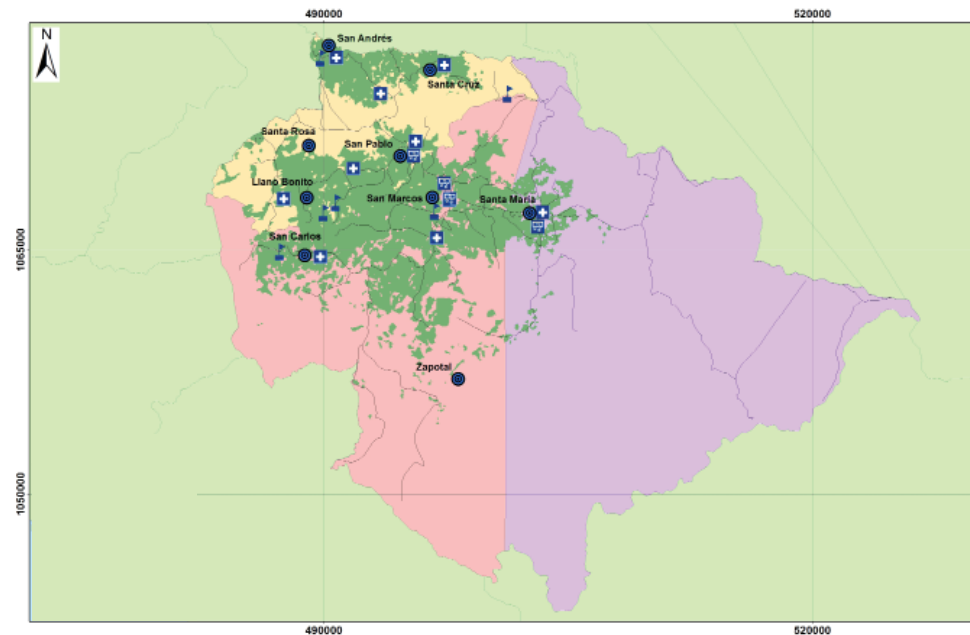 490000
520000
N
San Andrés
Santa Cruz
Santa Rosa
San Pablo
Llano Bonito
San Marcos
Santa María
San Carlos
1065000
Zapotal
1050000
490000
520000